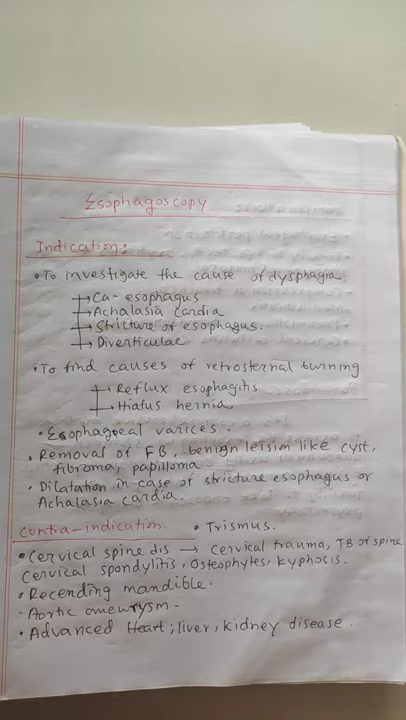 Esophagoscopy
Indication:
• To investigate the cause of dysphagia.
→ Ca- esophagus
→ Achalasia cardia
→ Stricture of esophagus.
→ Diverticulae
• To find causes of retrosternal burning
→ Reflux esophagitis
→ Hiatus hernia
• Esophageal varices.
• Removal of FB, benign lession like cyst,
fibroma, papilloma
• Dilatation in case of stricture esophagus or
Achalasia cardia.
contra-indication. • Trismus.
• Cervical spine dis → cervical trauma, TB of spine
Cervical spondylitis, Osteophytes, kyphosis.
• Recending mandible.
• Aortic aneurysm.
• Advanced Heart; liver, kidney disease.